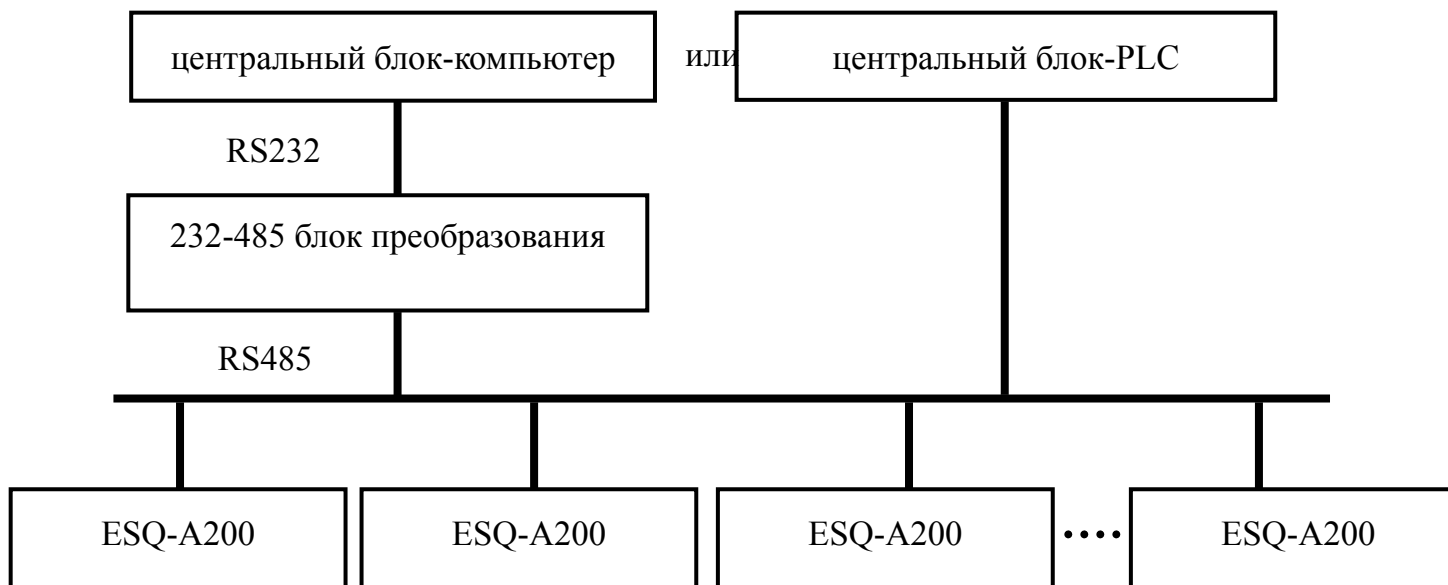 центральный блок-компьютер
или
центральный блок-PLC
RS232
232-485 блок преобразования
RS485
ESQ-A200
ESQ-A200
ESQ-A200
ESQ-A200